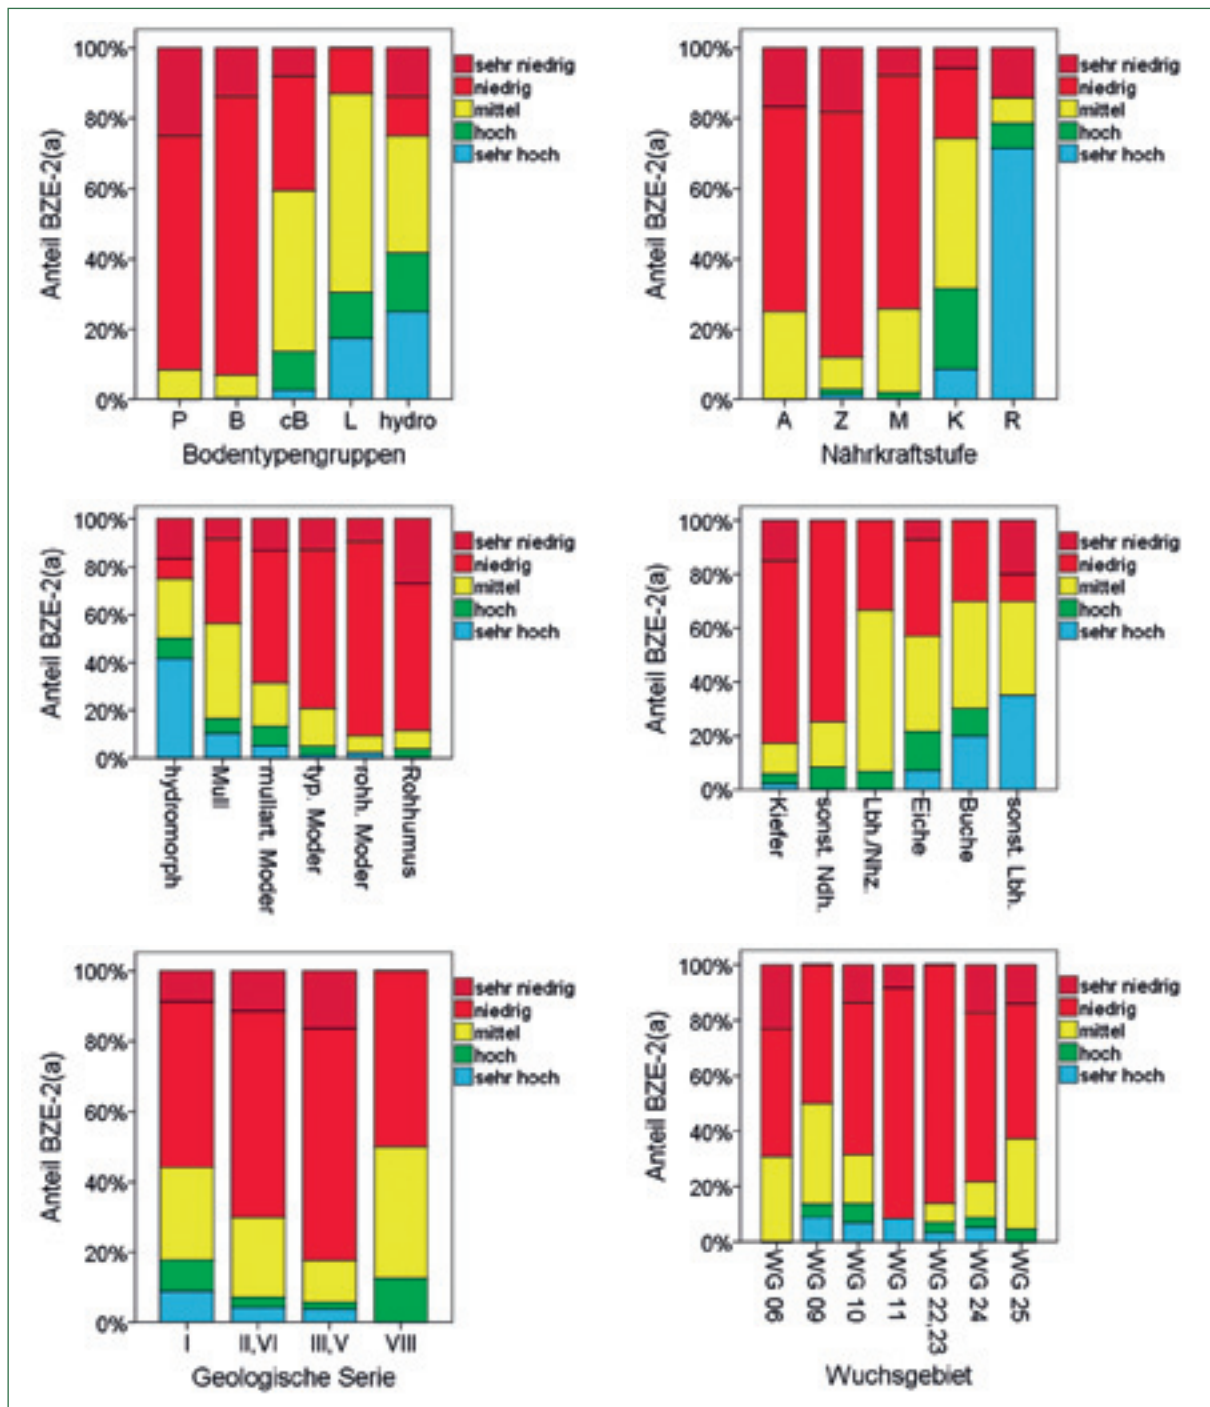 100%
80%
60%
40%
20%
0%
Anteil BZE-2(a)
P B cB L hydro
Bodentypengruppen
sehr niedrig
niedrig
mittel
hoch
sehr hoch
100%
80%
60%
40%
20%
0%
Anteil BZE-2(a)
A Z M K R
Nährkraftstufe
sehr niedrig
niedrig
mittel
hoch
sehr hoch
100%
80%
60%
40%
20%
0%
Anteil BZE-2(a)
hydromorph
Mull
mullart. Moder
typ. Moder
rohh. Moder
Rohhumus
sehr niedrig
niedrig
mittel
hoch
sehr hoch
100%
80%
60%
40%
20%
0%
Anteil BZE-2(a)
Kiefer
sonst. Ndh.
Lbh./Nhz.
Eiche
Buche
sonst. Lbh.
sehr niedrig
niedrig
mittel
hoch
sehr hoch
100%
80%
60%
40%
20%
0%
Anteil BZE-2(a)
I II,VI III,V VIII
Geologische Serie
sehr niedrig
niedrig
mittel
hoch
sehr hoch
100%
80%
60%
40%
20%
0%
Anteil BZE-2(a)
WG 06
WG 09
WG 10
WG 11
WG 22,23
WG 24
WG 25
Wuchsgebiet
sehr niedrig
niedrig
mittel
hoch
sehr hoch